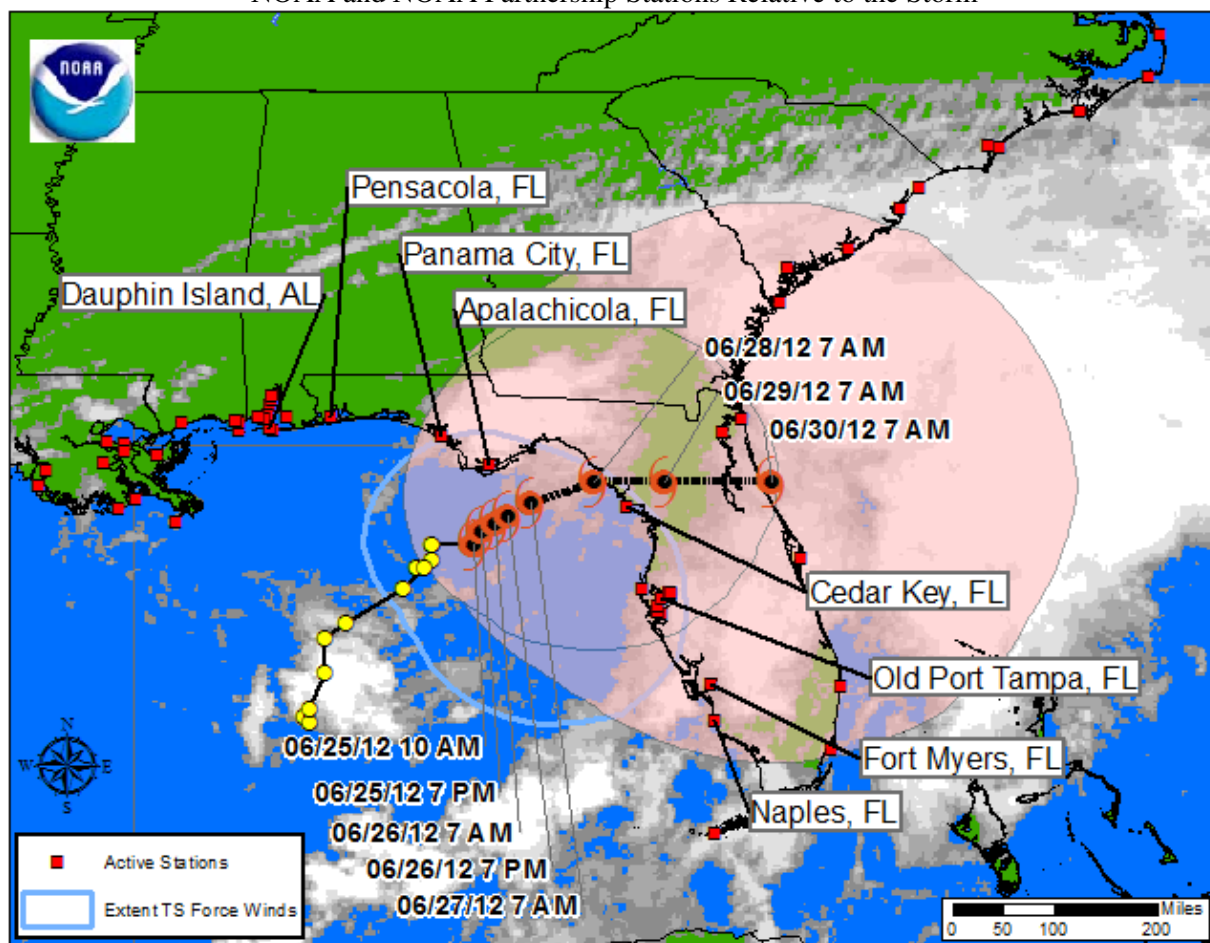 NOAA and NOAA Partnership Stations Relative to the Storm
NOAA
Pensacola, FL
Panama City, FL
Dauphin Island, AL
Apalachicola, FL
06/28/12 7 AM
06/29/12 7 AM
06/30/12 7 AM
Cedar Key, FL
Old Port Tampa, FL
06/25/12 10 AM
Fort Myers, FL
06/25/12 7 PM
Naples, FL
06/26/12 7 AM
06/26/12 7 PM
06/27/12 7 AM
N
W E
S
Active Stations
Extent TS Force Winds
Miles
0 50 100 200